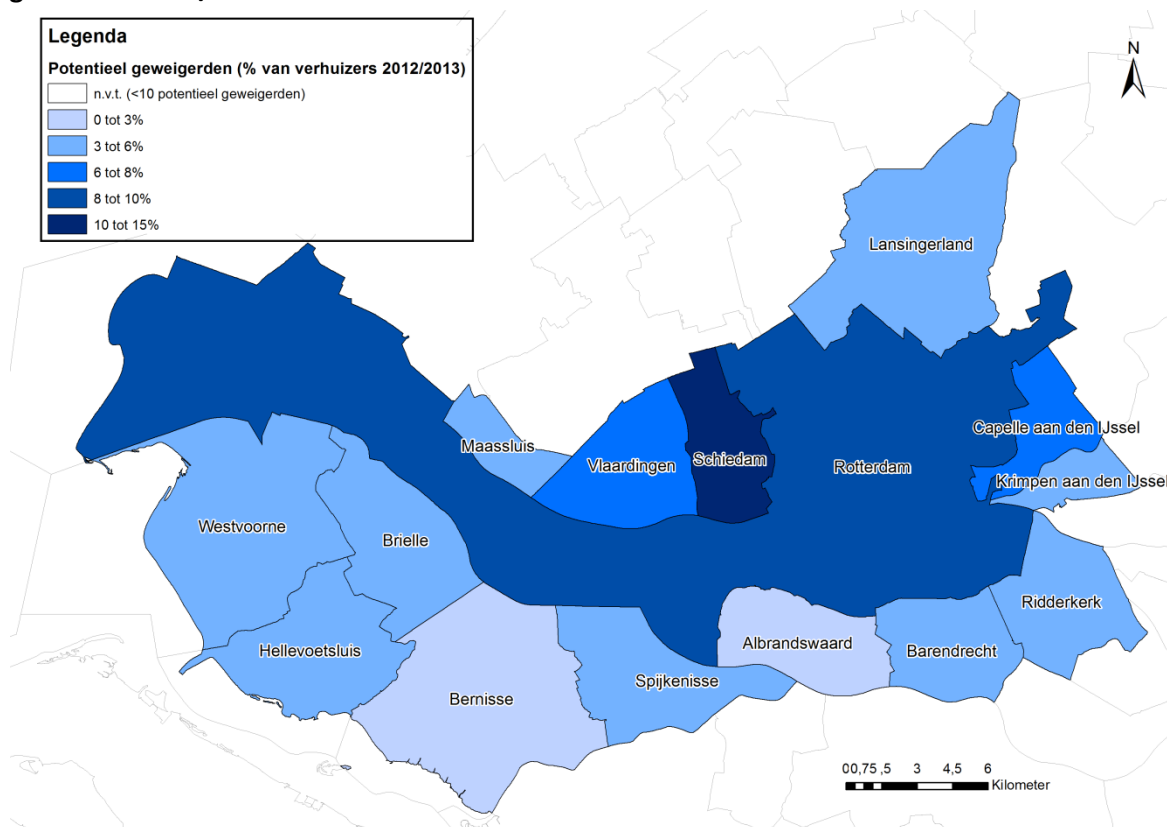 Legenda
Potentieel geweigerden (% van verhuizers 2012/2013)
n.v.t. (<10 potentieel geweigerden)
0 tot 3%
3 tot 6%
6 tot 8%
8 tot 10%
10 tot 15%
N
Lansingerland
Capelle aan den IJssel
Maassluis
Vlaardingen
Schiedam
Rotterdam
Krimpen aan den IJssel
Westvoorne
Brielle
Ridderkerk
Hellevoetsluis
Albrandswaard
Barendrecht
Spijkenisse
Bernisse
00,75,5 3 4,5 6
Kilometer